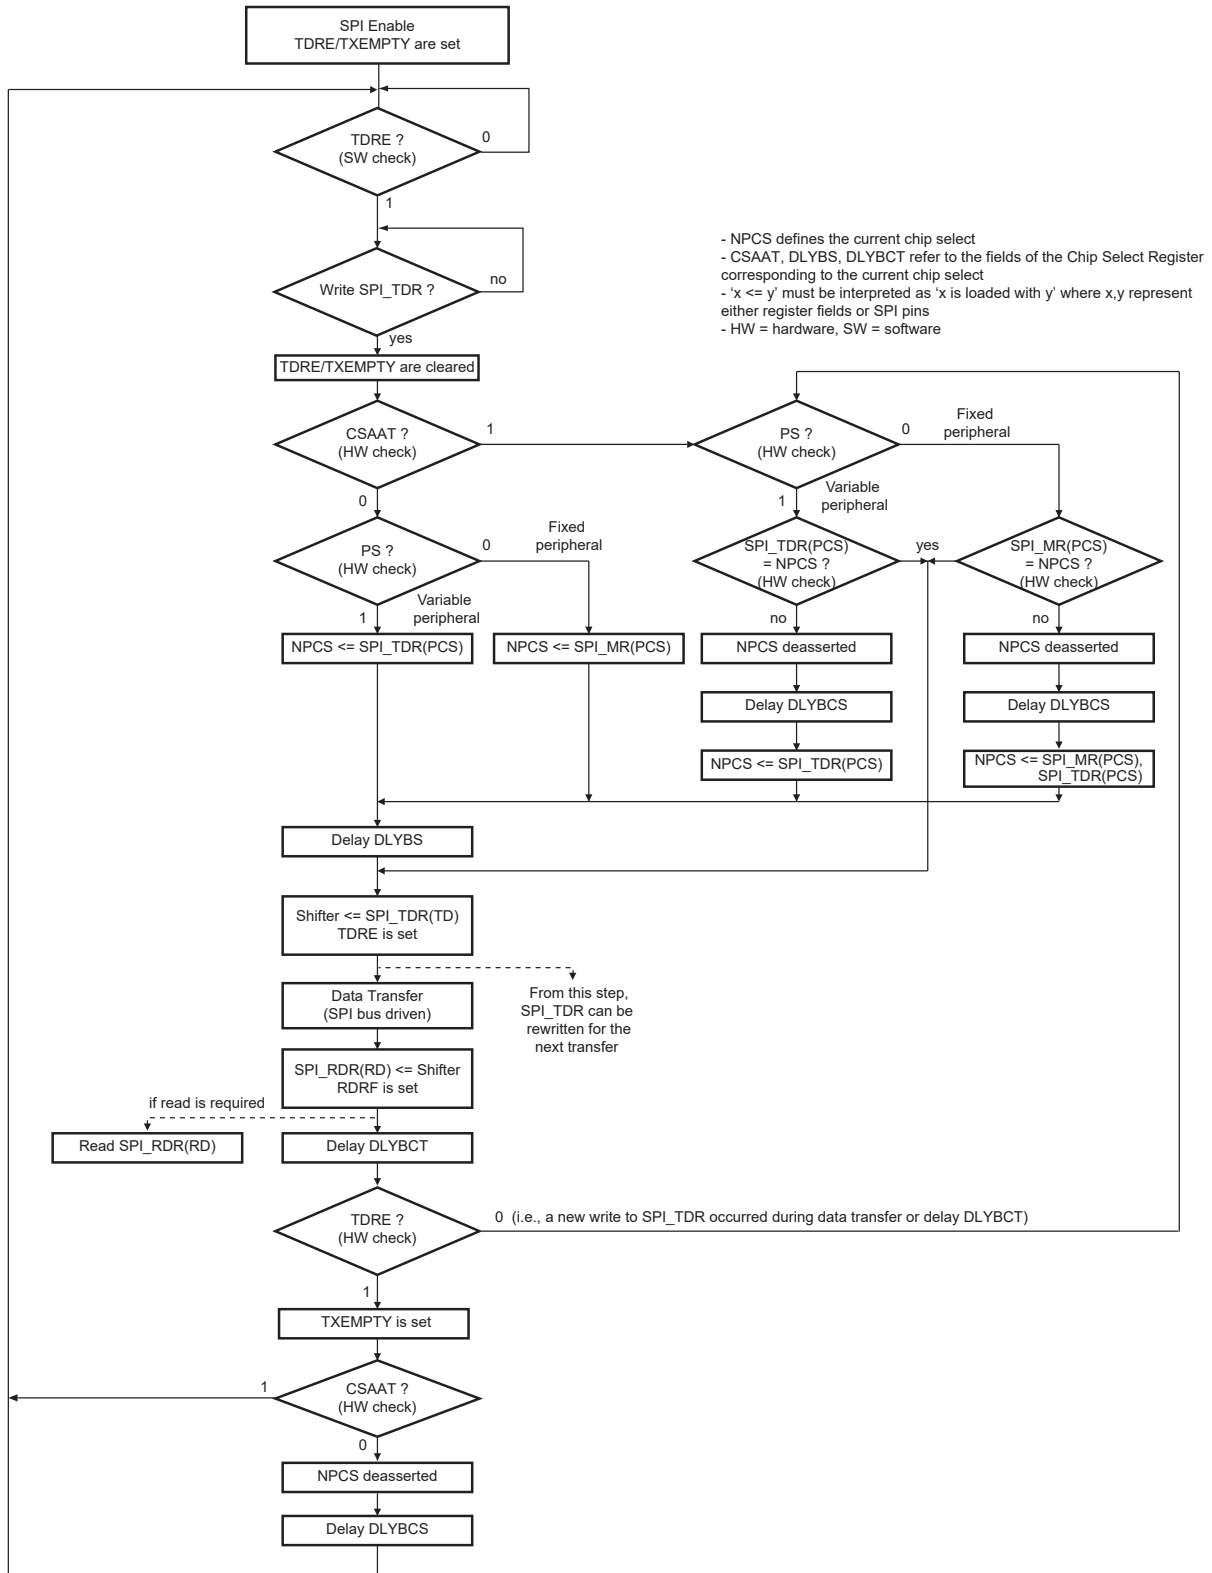 SPI Enable
TDRE/TXEMPTY are set
TDRE ?
(SW check)
0
1
Write SPI_TDR ?
no
yes
- NPCS defines the current chip select
- CSAAT, DLYBS, DLYBCT refer to the fields of the Chip Select Register
corresponding to the current chip select
- ‘x <= y’ must be interpreted as ‘x is loaded with y’ where x,y represent
either register fields or SPI pins
- HW = hardware, SW = software
TDRE/TXEMPTY are cleared
CSAAT ?
(HW check)
1
0
PS ?
(HW check)
0
Fixed
peripheral
1
Variable
peripheral
PS ?
(HW check)
0
Fixed
peripheral
1
Variable
peripheral
SPI_TDR(PCS)
= NPCS ?
(HW check)
yes
SPI_MR(PCS)
= NPCS ?
(HW check)
no
no
NPCS <= SPI_TDR(PCS)
NPCS <= SPI_MR(PCS)
NPCS deasserted
NPCS deasserted
Delay DLYBCS
Delay DLYBCS
NPCS <= SPI_TDR(PCS)
NPCS <= SPI_MR(PCS),
SPI_TDR(PCS)
Delay DLYBS
Shifter <= SPI_TDR(TD)
TDRE is set
Data Transfer
(SPI bus driven)
From this step,
SPI_TDR can be
rewritten for the
next transfer
SPI_RDR(RD) <= Shifter
RDRF is set
if read is required
Read SPI_RDR(RD)
Delay DLYBCT
TDRE ?
(HW check)
0 (i.e., a new write to SPI_TDR occurred during data transfer or delay DLYBCT)
1
TXEMPTY is set
CSAAT ?
(HW check)
1
0
NPCS deasserted
Delay DLYBCS